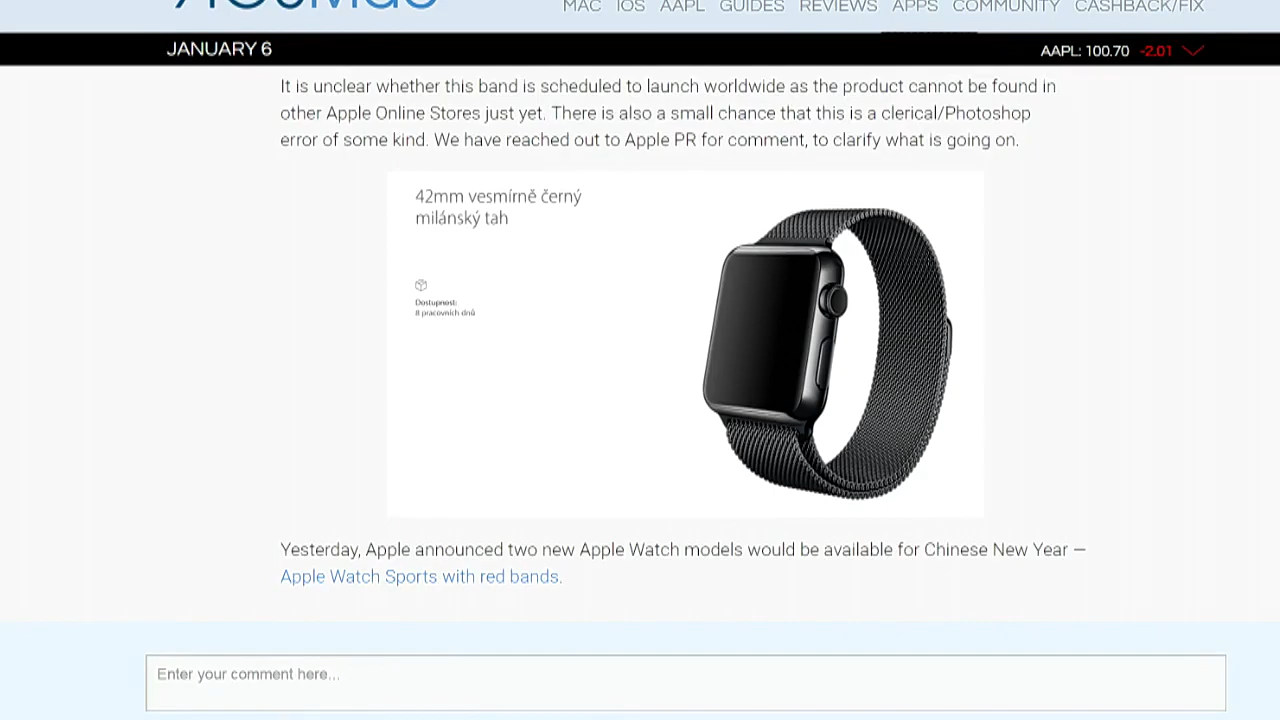 MAC IOS AAPL GUIDES REVIEWS APPS COMMUNITY CASHBACK/FIX
JANUARY 6
AAPL: 100.70 -2.01
It is unclear whether this band is scheduled to launch worldwide as the product cannot be found in
other Apple Online Stores just yet. There is also a small chance that this is a clerical/Photoshop
error of some kind. We have reached out to Apple PR for comment, to clarify what is going on.
42mm vesmírně černý
milánský tah
Dostupnost:
8 pracovních dnů
Yesterday, Apple announced two new Apple Watch models would be available for Chinese New Year —
Apple Watch Sports with red bands.
Enter your comment here...